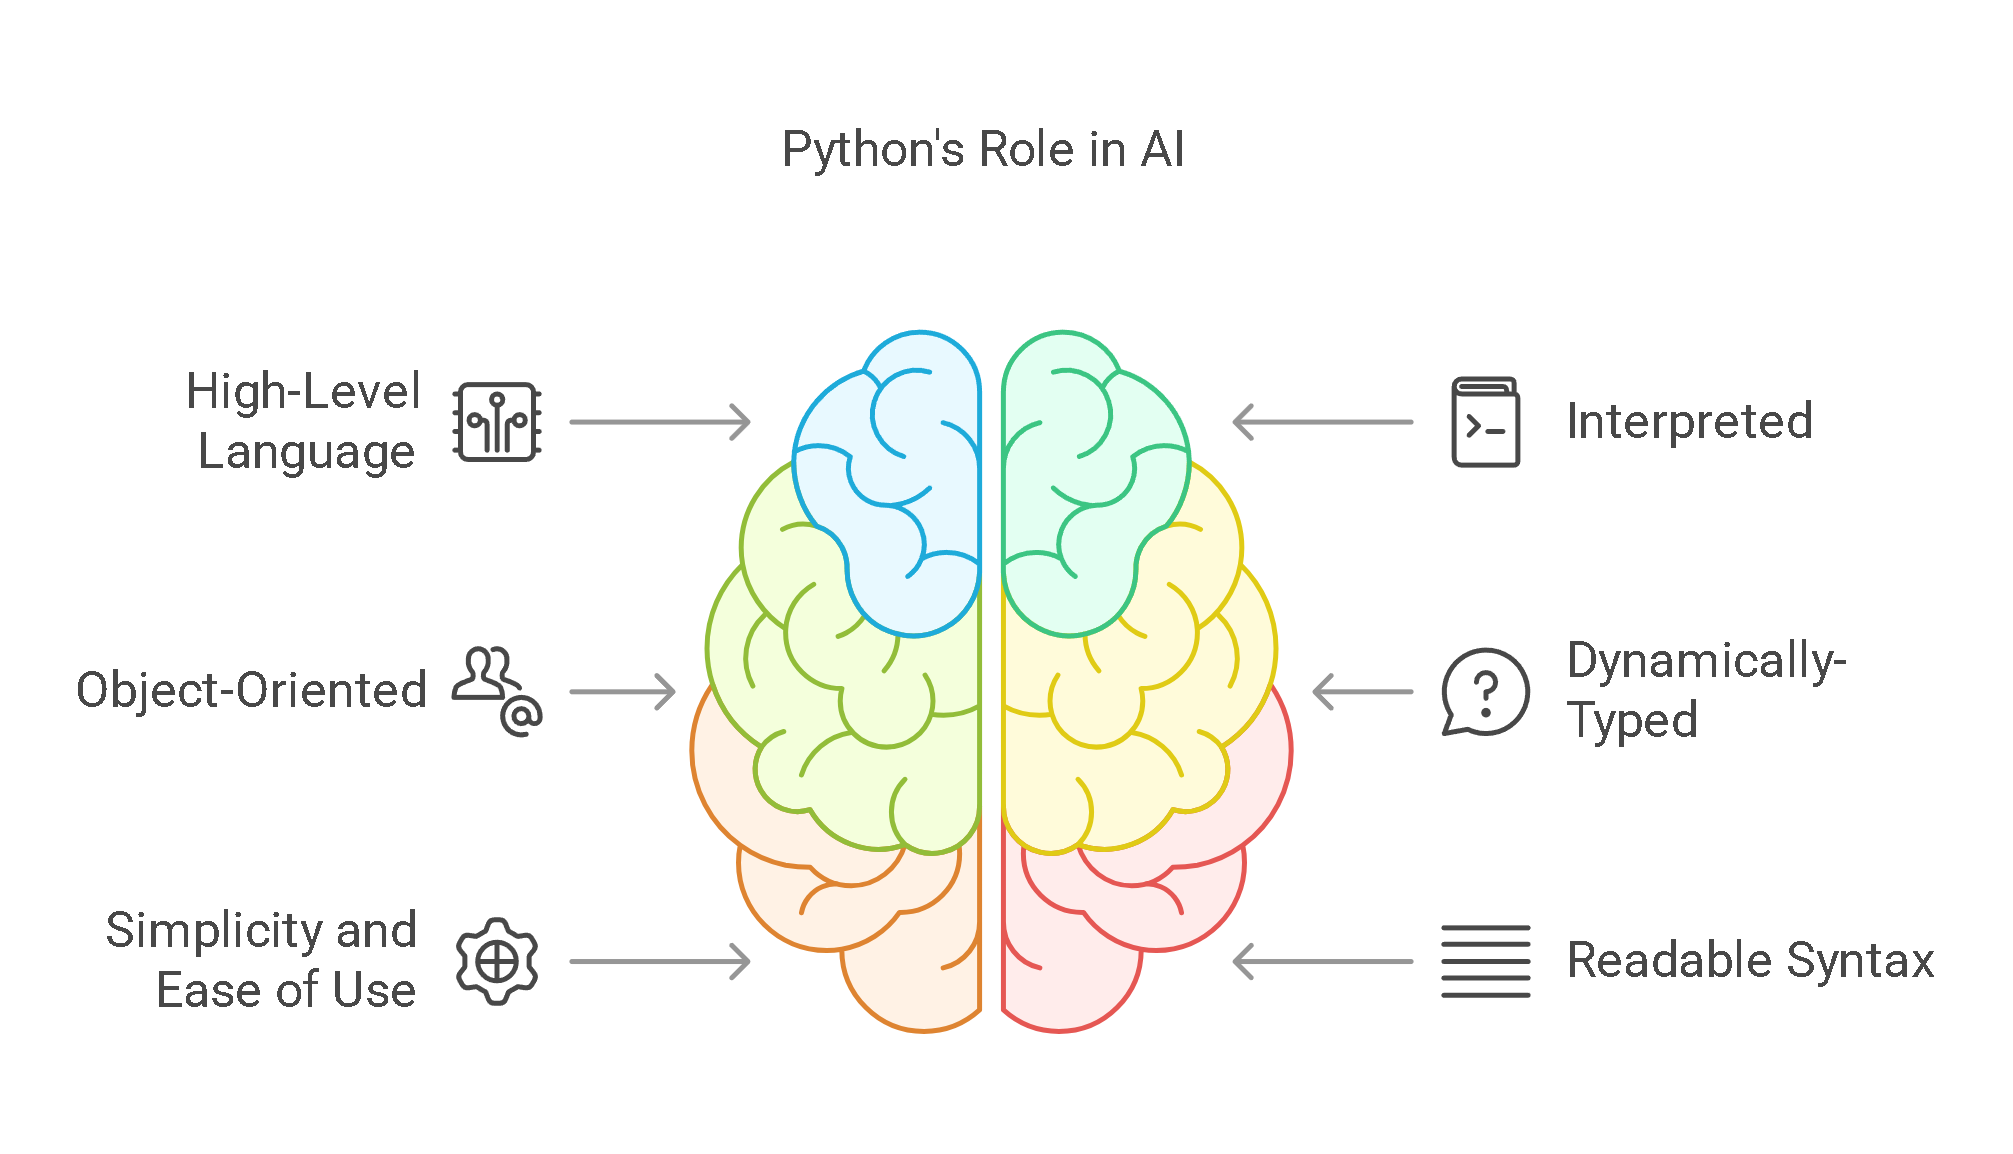 Python's Role in AI
High-Level
Language
Interpreted
Object-Oriented
Dynamically-
Typed
Simplicity and
Ease of Use
Readable Syntax